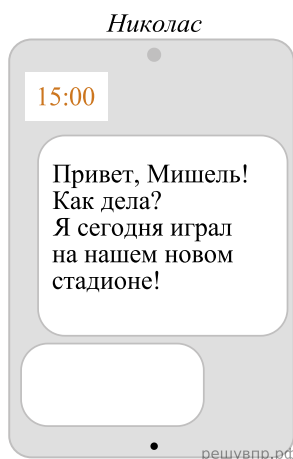 Николас
15:00
Привет, Мишель!
Как дела?
Я сегодня играл
на нашем новом
стадионе!
решувпр.рф